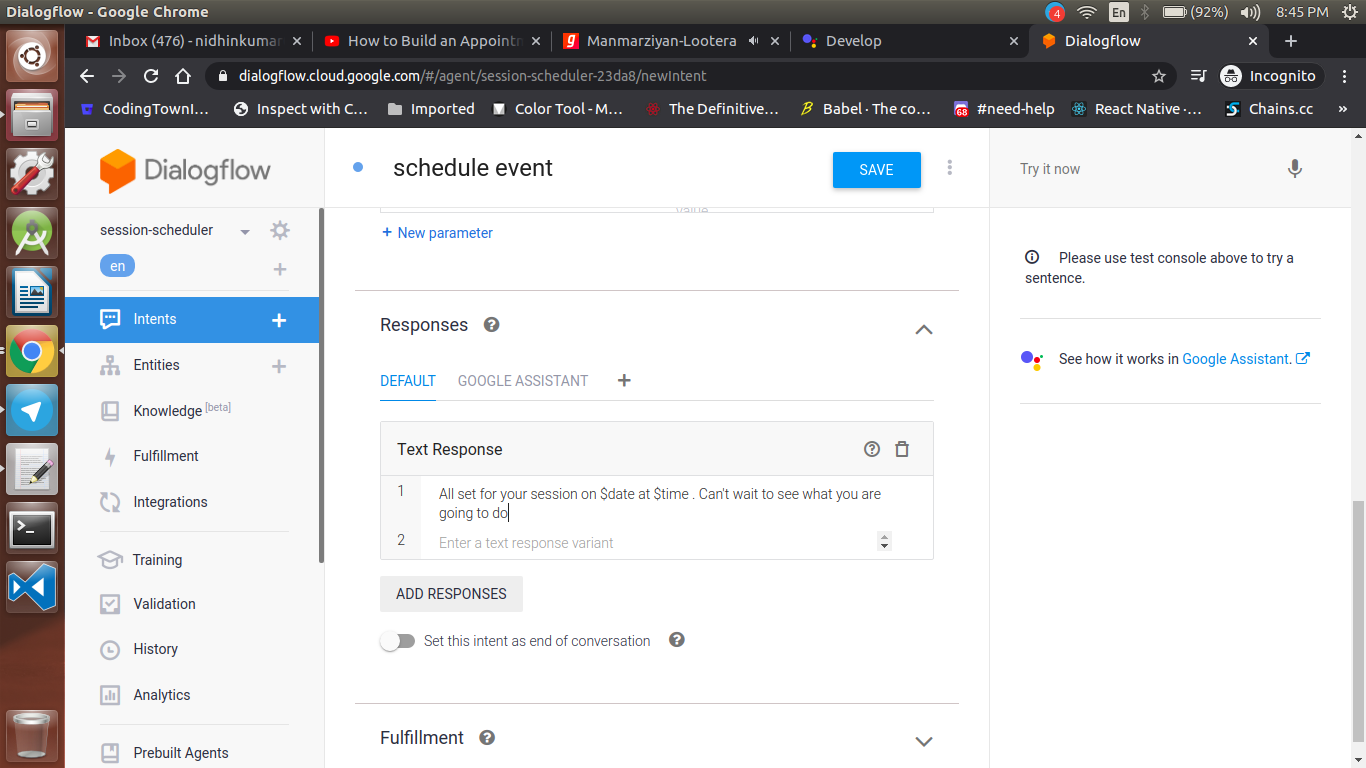 Dialogflow - Google Chrome
4
En
(92%)
8:45 PM
Inbox (476) - nidhinkumar
How to Build an Appointm
Manmarziyan-Lootera
Develop
Dialogflow
dialogflow.cloud.google.com/#/agent/session-scheduler-23da8/newIntent
Incognito
CodingTownI...
Inspect with C...
Imported
Color Tool - M...
The Definitive...
Babel · The co...
68
#need-help
React Native ·...
Chains.cc
»
Dialogflow
schedule event
SAVE
Try it now
session-scheduler
en
Intents
Entities
Knowledge [beta]
Fulfillment
Integrations
Training
Validation
History
Analytics
Prebuilt Agents
value
+ New parameter
Responses
DEFAULT
GOOGLE ASSISTANT
Text Response
1
All set for your session on $date at $time . Can't wait to see what you are
going to do
2
Enter a text response variant
ADD RESPONSES
Set this intent as end of conversation
Fulfillment
Please use test console above to try a
sentence.
See how it works in Google Assistant.